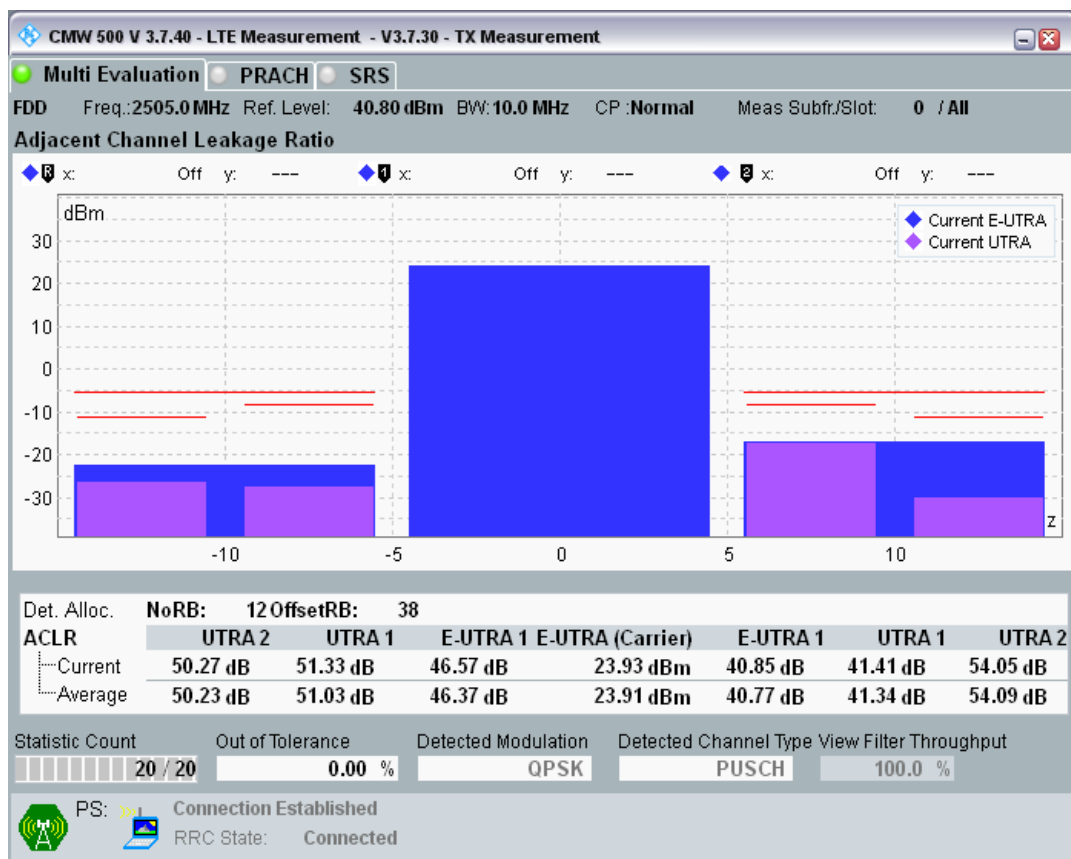 CMW 500 V 3.7.40 - LTE Measurement - V3.7.30 - TX Measurement
Multi Evaluation PRACH SRS
FDD Freq.:2505.0 MHz Ref. Level: 40.80 dBm BW: 10.0 MHz CP :Normal Meas Subfr./Slot: 0 / All
Adjacent Channel Leakage Ratio
R x: Off y: --- 1 x: Off y: --- 2 x: Off y: ---
dBm
Current E-UTRA
Current UTRA
30
20
10
0
-10
-20
-30
z
-10 -5 0 5 10
Det. Alloc. NoRB: 12 OffsetRB: 38
ACLR UTRA 2 UTRA 1 E-UTRA 1 E-UTRA (Carrier) E-UTRA 1 UTRA 1 UTRA 2
Current 50.27 dB 51.33 dB 46.57 dB 23.93 dBm 40.85 dB 41.41 dB 54.05 dB
Average 50.23 dB 51.03 dB 46.37 dB 23.91 dBm 40.77 dB 41.34 dB 54.09 dB
Statistic Count Out of Tolerance Detected Modulation Detected Channel Type View Filter Throughput
20 / 20 0.00 % QPSK PUSCH 100.0 %
PS: Connection Established
RRC State: Connected